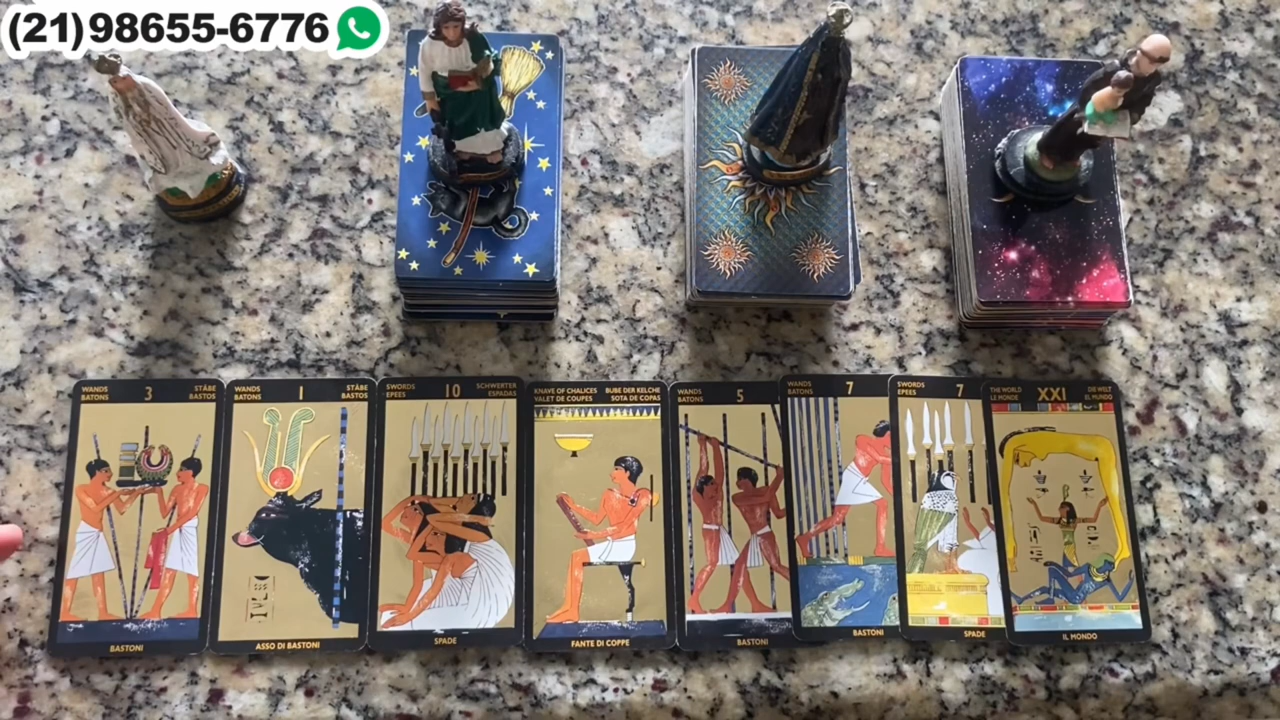 (21)98655-6776
WANDS 3 STÄBE
BATONS BASTOS
BASTONI
WANDS 1 STÄBE
BATONS BASTOS
ASSO DI BASTONI
SWORDS 10 SCHWERTER
EPEES ESPADAS
SPADE
KNAVE OF CHALICES BUBE DER KELCHE
VALET DE COUPES SOTA DE COPAS
FANTE DI COPPE
WANDS 5
BATONS
BASTONI
WANDS 7
BATONS
BASTONI
SWORDS 7
EPEES
SPADE
THE WORLD XXI DIE WELT
LE MONDE EL MUNDO
IL MONDO